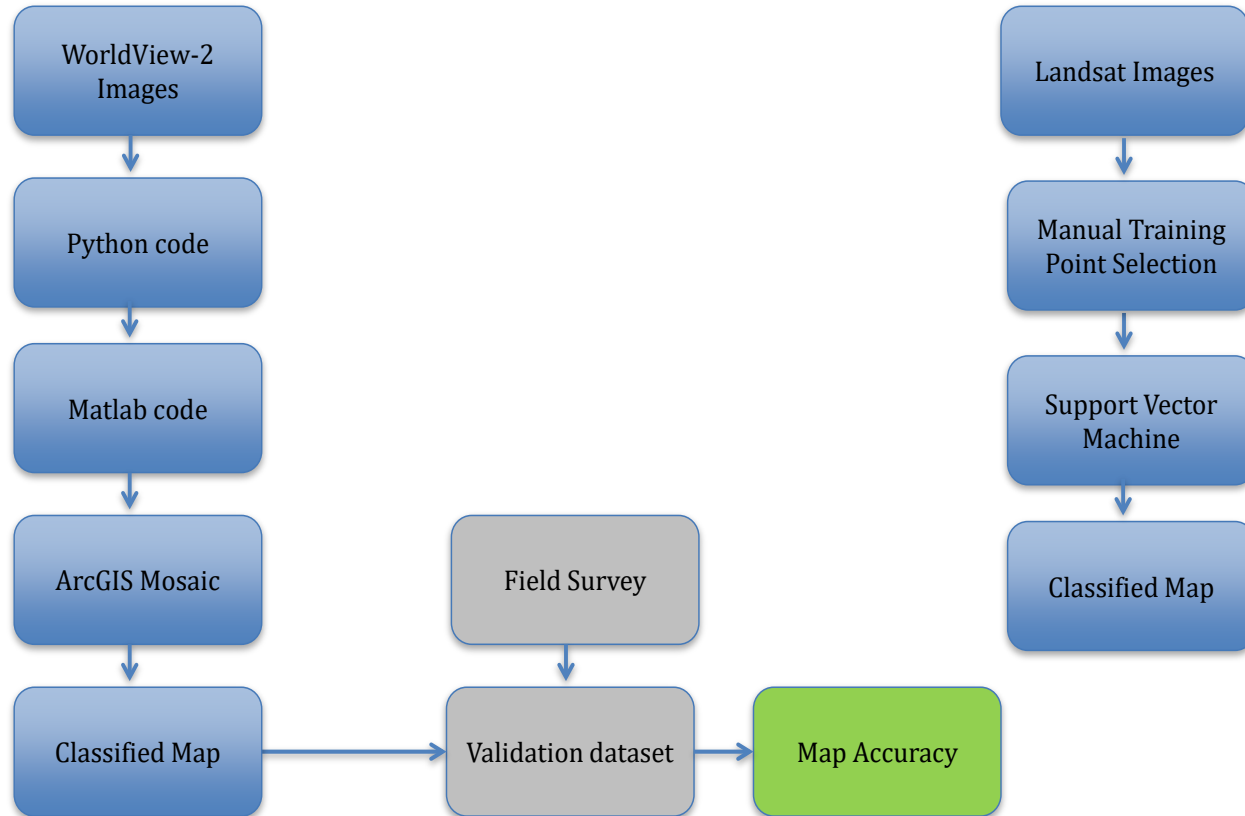 WorldView-2
Images
Python code
Matlab code
ArcGIS Mosaic
Classified Map
Field Survey
Validation dataset
Map Accuracy
Landsat Images
Manual Training
Point Selection
Support Vector
Machine
Classified Map